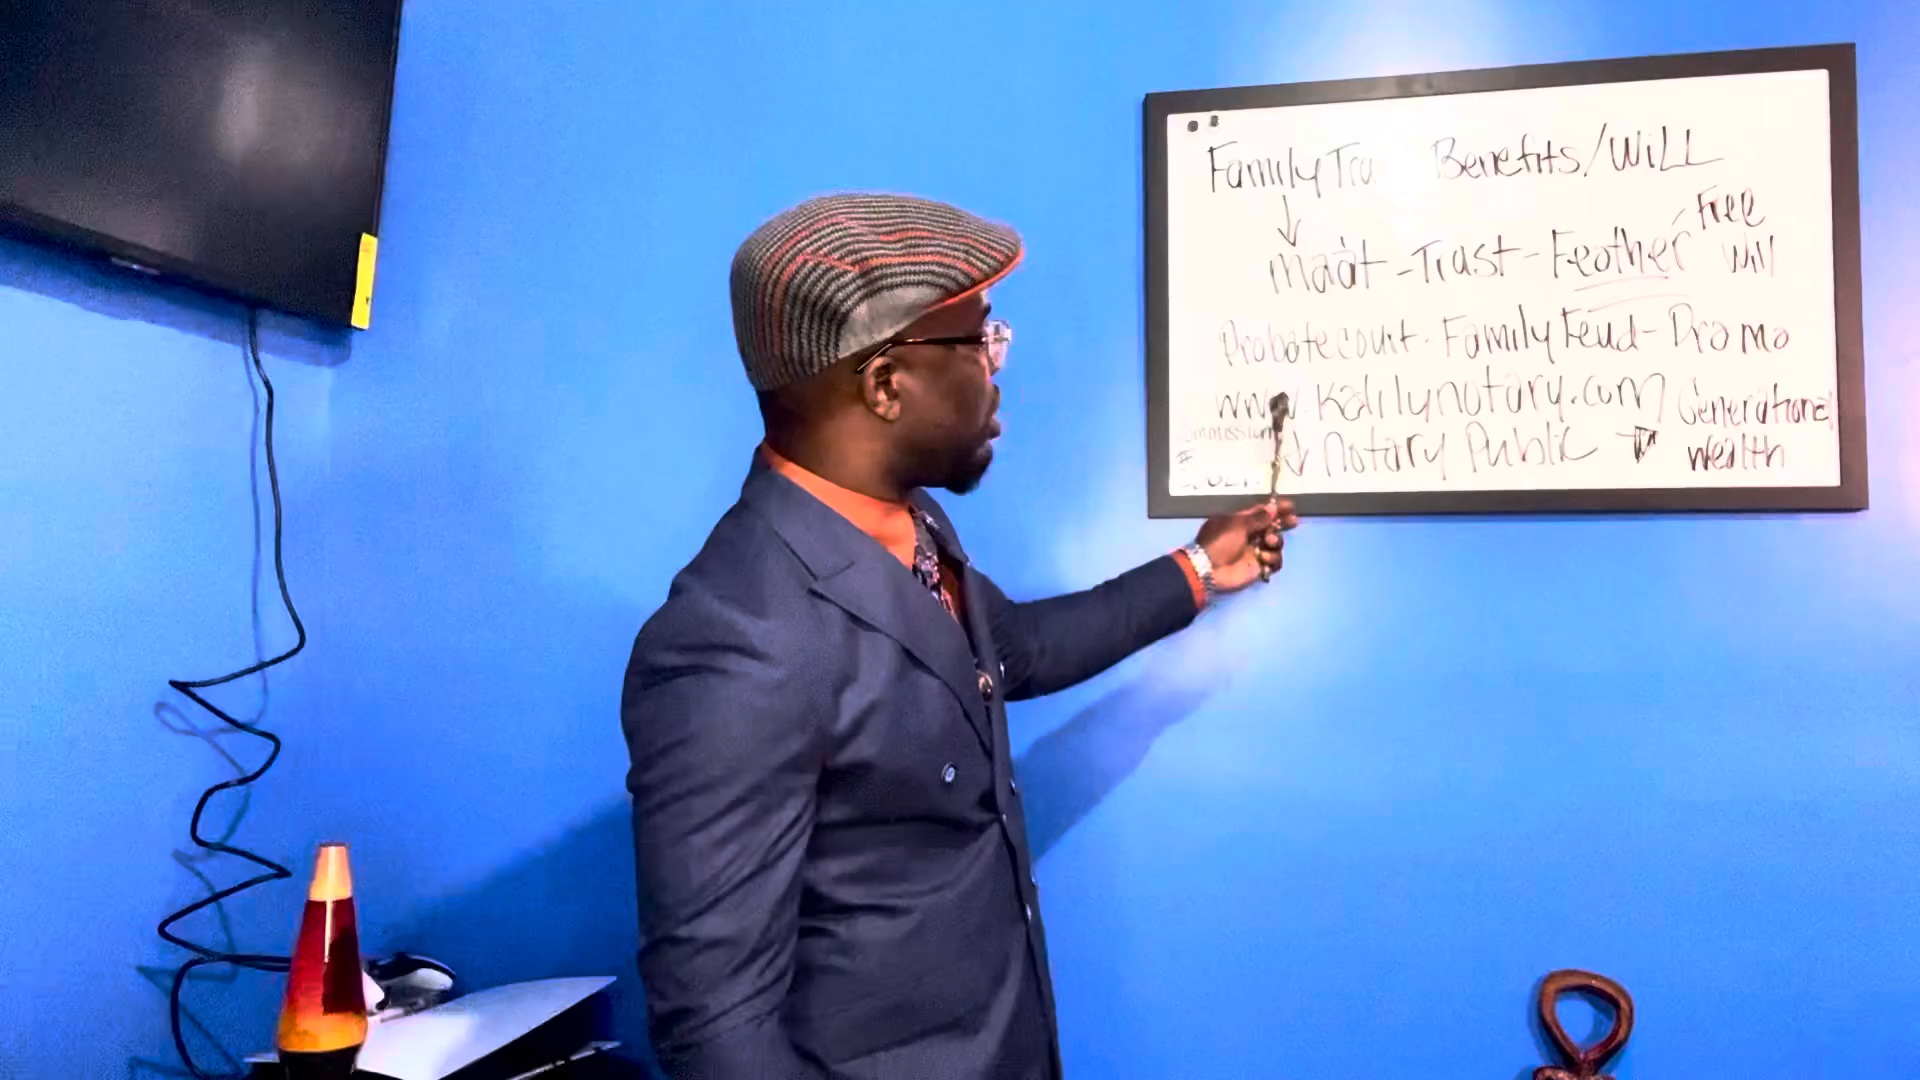 Family Benefits/WiLL
Free
maat - Trust - Feather Will
Probate court - Family Feud - Drama
www.kalilynotary.com Generational
Notary Public Wealth